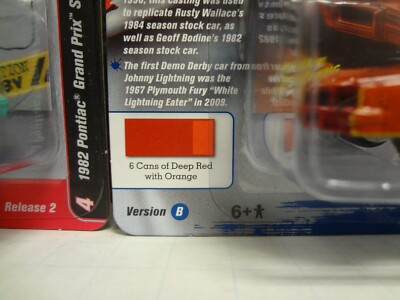 1990, this casting was used
to replicate Rusty Wallace's
1984 season stock car, as
well as Geoff Bodine's 1982
season stock car.
The first Demo Derby car from
Johnny Lightning was the
1967 Plymouth Fury "White
Lightning Eater" in 2009.
6 Cans of Deep Red
with Orange
Version B
6+
4 1982 Pontiac® Grand Prix S
Release 2
1982